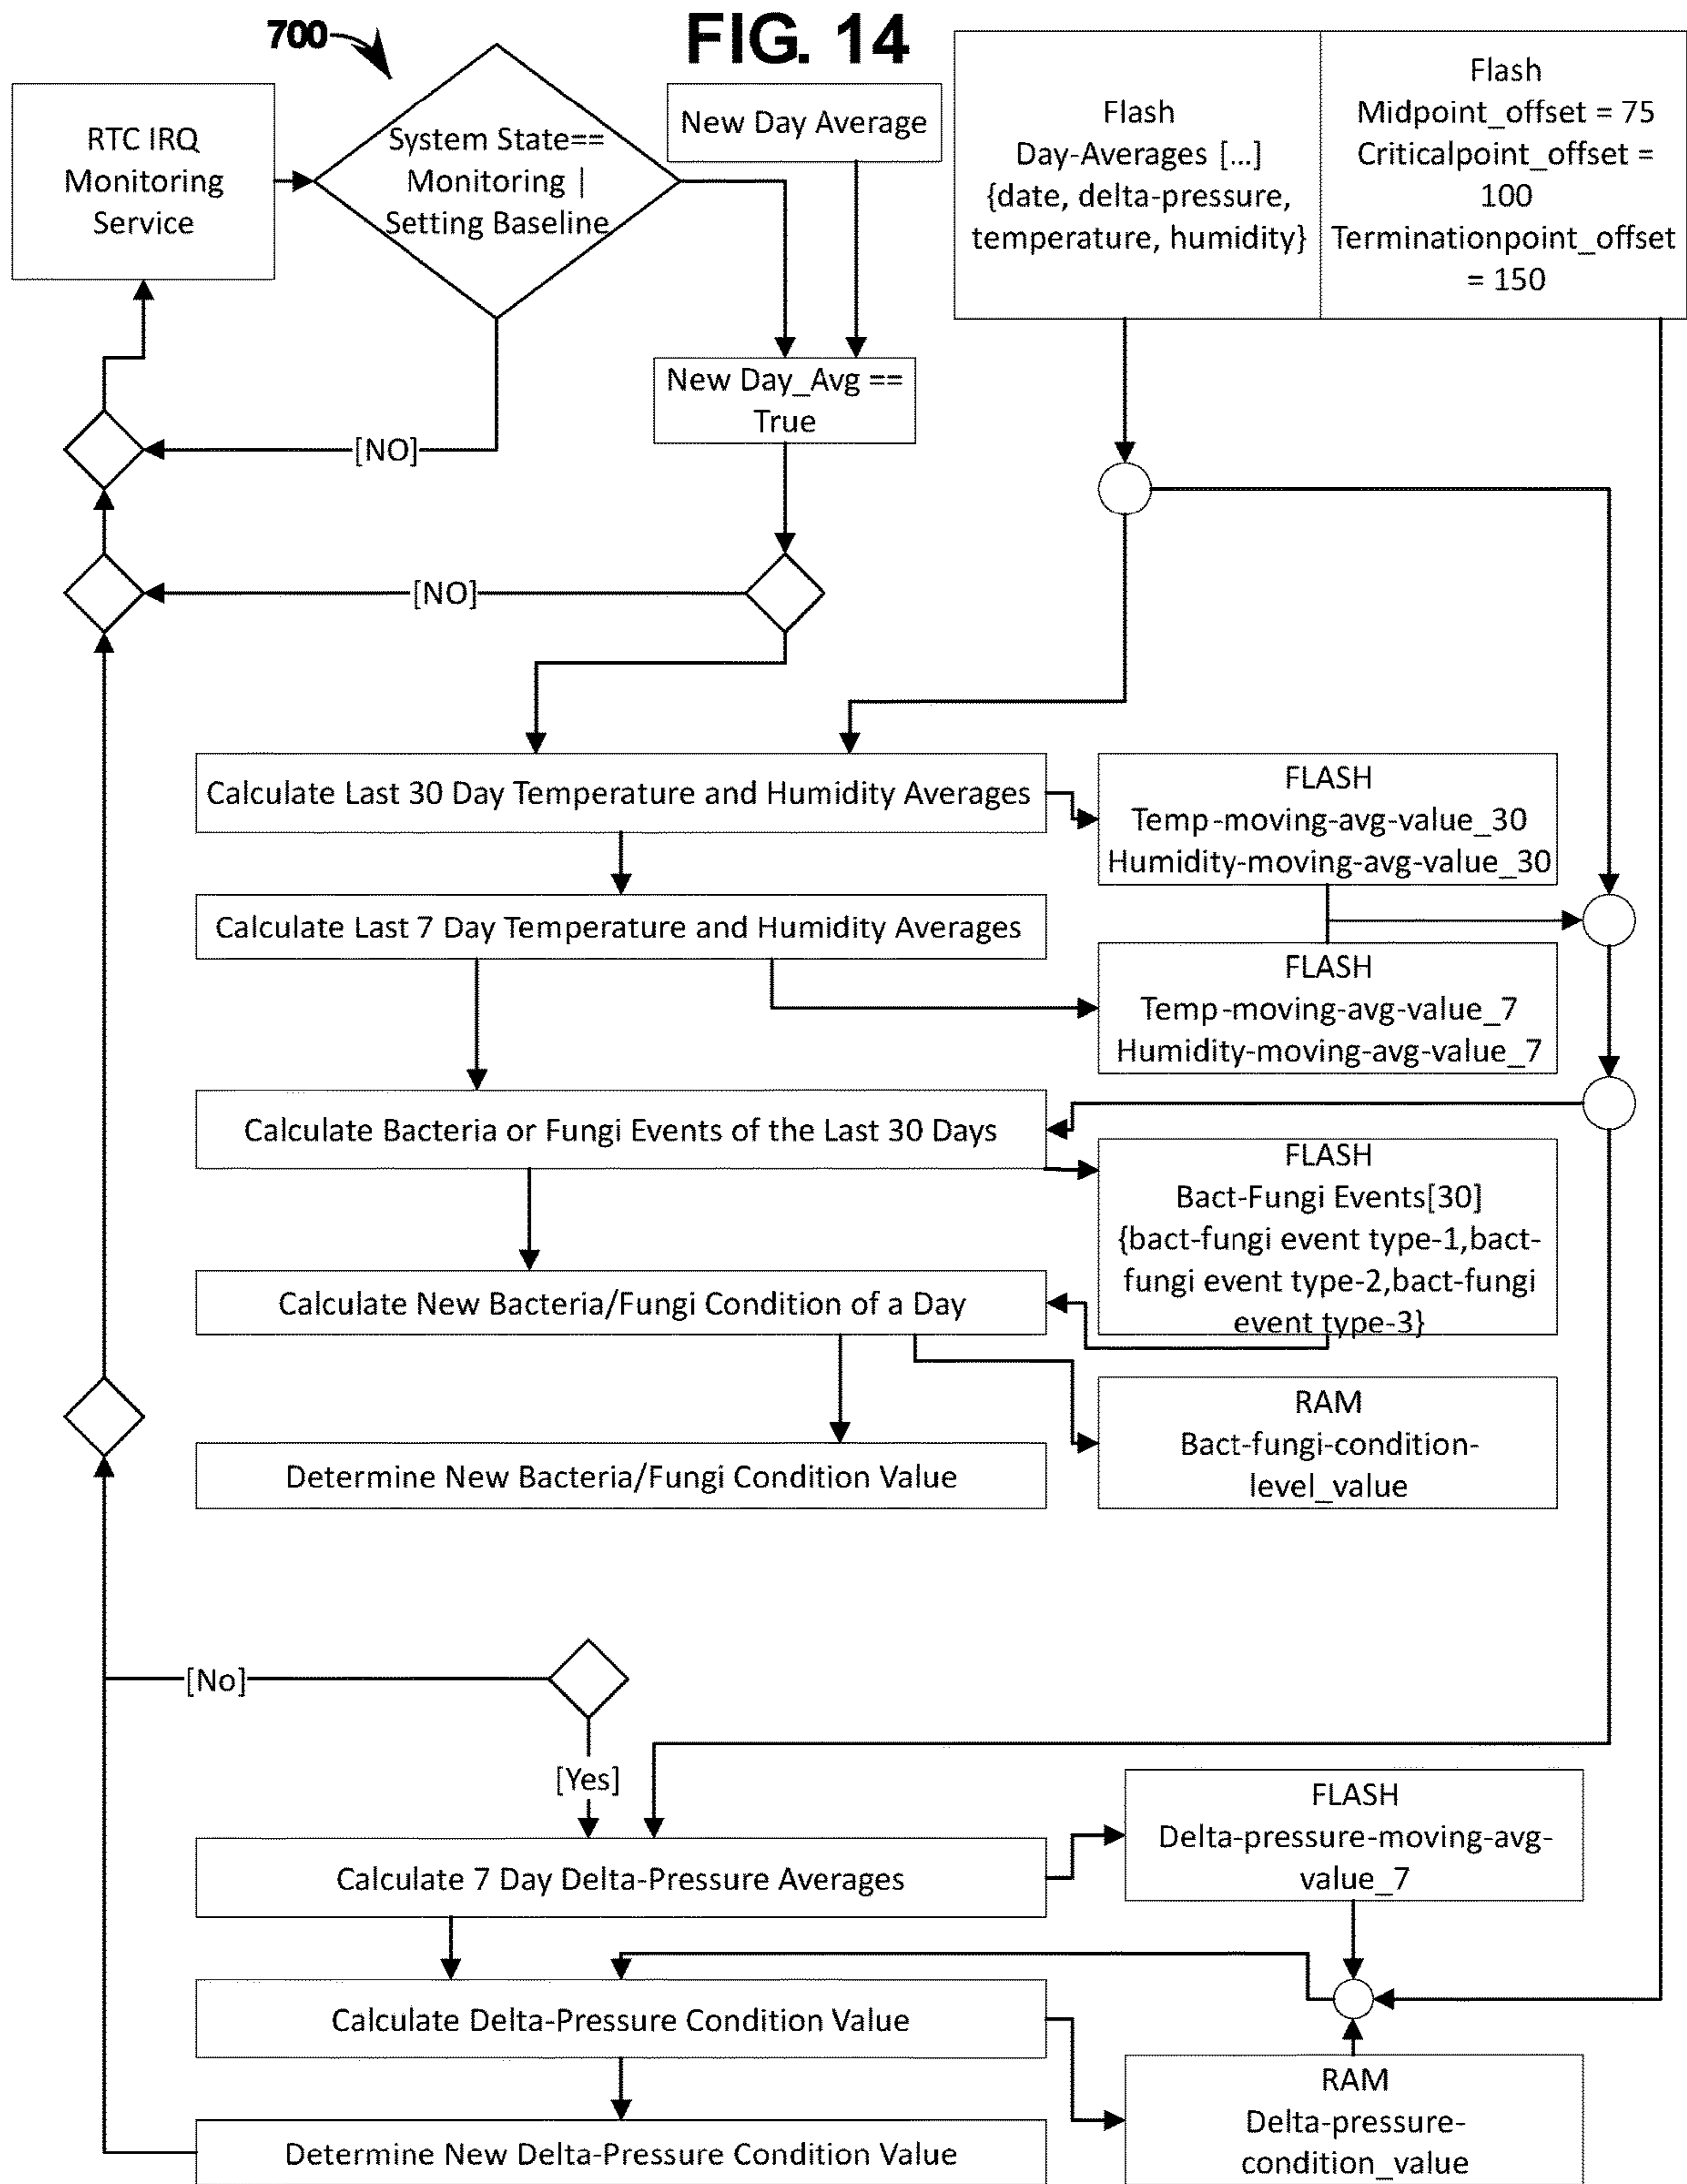 700
FIG. 14
RTC IRQ
Monitoring
Service
System State==
Monitoring |
Setting Baseline
New Day Average
Flash
Day-Averages [...]
{date, delta-pressure,
temperature, humidity}
Flash
Midpoint_offset = 75
Criticalpoint_offset =
100
Terminationpoint_offset
= 150
New Day_Avg ==
True
[NO]
[NO]
Calculate Last 30 Day Temperature and Humidity Averages
FLASH
Temp-moving-avg-value_30
Humidity-moving-avg-value_30
Calculate Last 7 Day Temperature and Humidity Averages
FLASH
Temp-moving-avg-value_7
Humidity-moving-avg-value_7
Calculate Bacteria or Fungi Events of the Last 30 Days
FLASH
Bact-Fungi Events[30]
{bact-fungi event type-1,bact-
fungi event type-2,bact-fungi
event type-3}
Calculate New Bacteria/Fungi Condition of a Day
RAM
Bact-fungi-condition-
level_value
Determine New Bacteria/Fungi Condition Value
[No]
[Yes]
Calculate 7 Day Delta-Pressure Averages
FLASH
Delta-pressure-moving-avg-
value_7
Calculate Delta-Pressure Condition Value
RAM
Delta-pressure-
condition_value
Determine New Delta-Pressure Condition Value